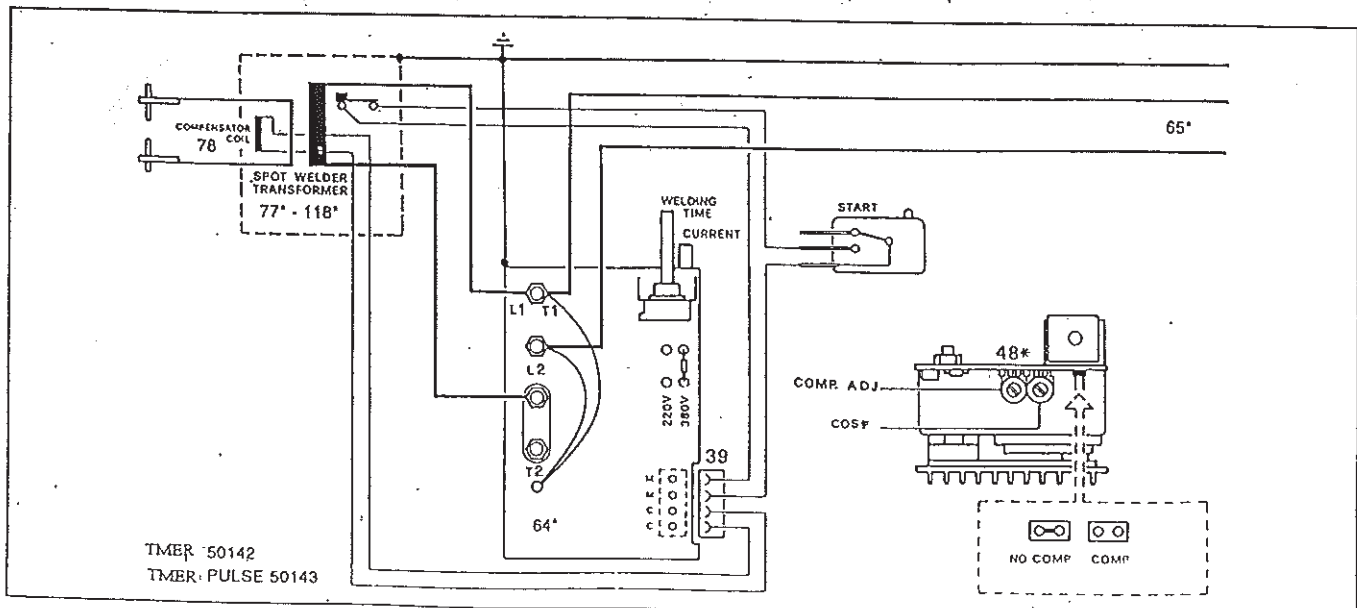 COMPENSATOR
COIL
78
SPOT WELDER
TRANSFORMER
77* - 118*
65*
WELDING
TIME
CURRENT
START
L1 T1
L2
T2
220V
380V
39
M
M
C
C
64*
48*
COMP. ADJ
COSφ
NO COMP
COMP
TMER 50142
TMER: PULSE 50143